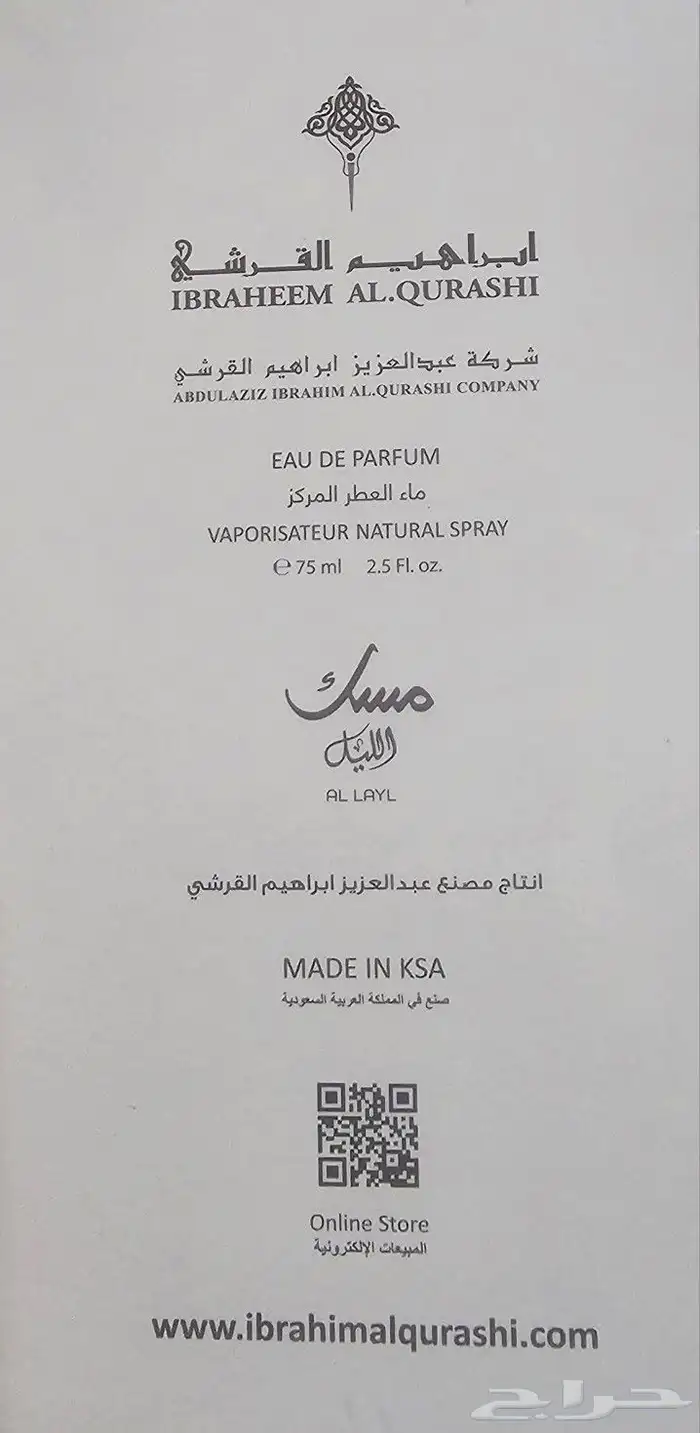 ابراهيم القرشي
IBRAHEEM AL.QURASHI
شركة عبدالعزيز ابراهيم القرشي
ABDULAZIZ IBRAHIM AL.QURASHI COMPANY
EAU DE PARFUM
ماء العطر المركز
VAPORISATEUR NATURAL SPRAY
℮ 75 ml 2.5 Fl. oz.
مسك
الليل
AL LAYL
انتاج مصنع عبدالعزيز ابراهيم القرشي
MADE IN KSA
صنع في المملكة العربية السعودية
Online Store
المبيعات الإلكترونية
www.ibrahimalqurashi.com
حراج